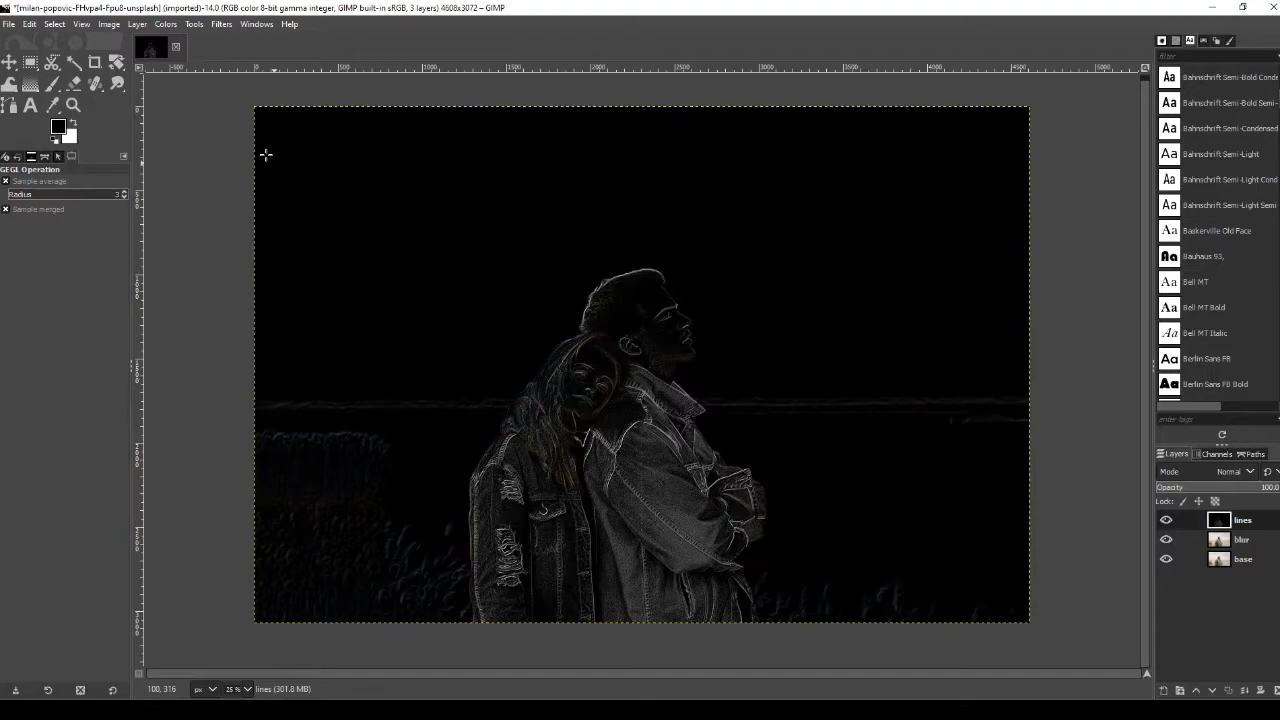 *[milan-popovic-FHvpa4-Fpu8-unsplash] (imported)-14.0 (RGB color 8-bit gamma integer, GIMP built-in sRGB, 3 layers) 4608x3072 – GIMP
File Edit Select View Image Layer Colors Tools Filters Windows Help
GEGL Operation
Sample average
Radius 3
Sample merged
filter
Bahnschrift Semi-Bold Conde
Bahnschrift Semi-Bold Semi-
Bahnschrift Semi-Condensed
Bahnschrift Semi-Light
Bahnschrift Semi-Light Cond
Bahnschrift Semi-Light Semi
Baskerville Old Face
Bauhaus 93,
Bell MT
Bell MT Bold
Bell MT Italic
Berlin Sans FB
Berlin Sans FB Bold
enter tags
Layers Channels Paths
Mode Normal
Opacity 100.0
Lock:
lines
blur
base
100, 316 px 25 % lines (301.8 MB)